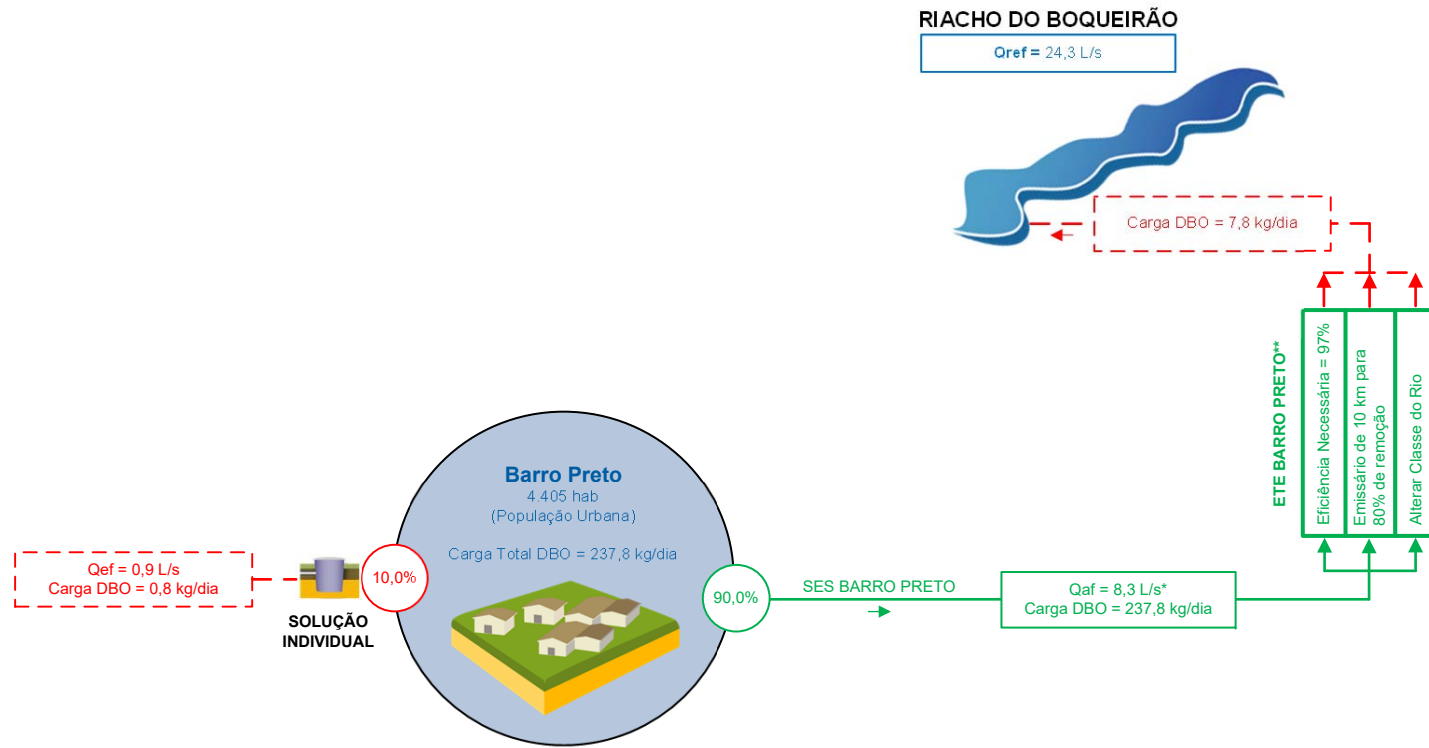 RIACHO DO BOQUEIRÃO
Qref = 24,3 L/s
Carga DBO = 7,8 kg/dia
ETE BARRO PRETO**
Eficiência Necessária = 97%
Emissário de 10 km para
80% de remoção
Alterar Classe do Rio
Barro Preto
4.405 hab
(População Urbana)
Carga Total DBO = 237,8 kg/dia
Qef = 0,9 L/s
Carga DBO = 0,8 kg/dia
SOLUÇÃO
INDIVIDUAL
10,0%
90,0%
SES BARRO PRETO
Qaf = 8,3 L/s*
Carga DBO = 237,8 kg/dia